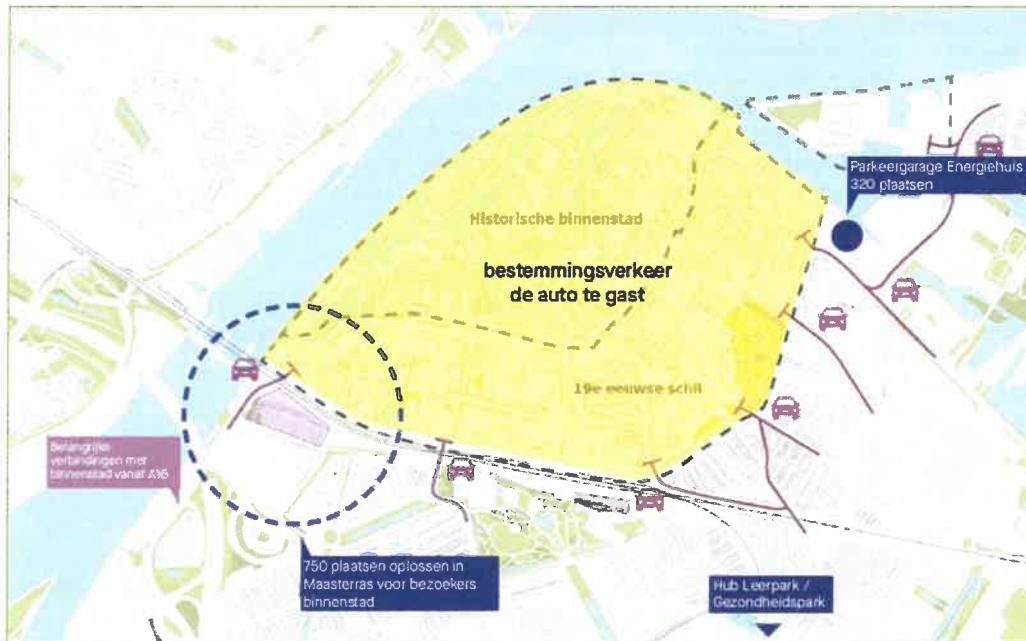 Parkeergarage Energiehuis
320 plaatsen
Historische binnenstad
bestemmingsverkeer
de auto te gast
19e eeuwse schil
Belangrijke
verbindingen met
binnenstad vanaf A16
750 plaatsen oplossen in
Maasterras voor bezoekers
binnenstad
Hub Leerpark /
Gezondheidspark